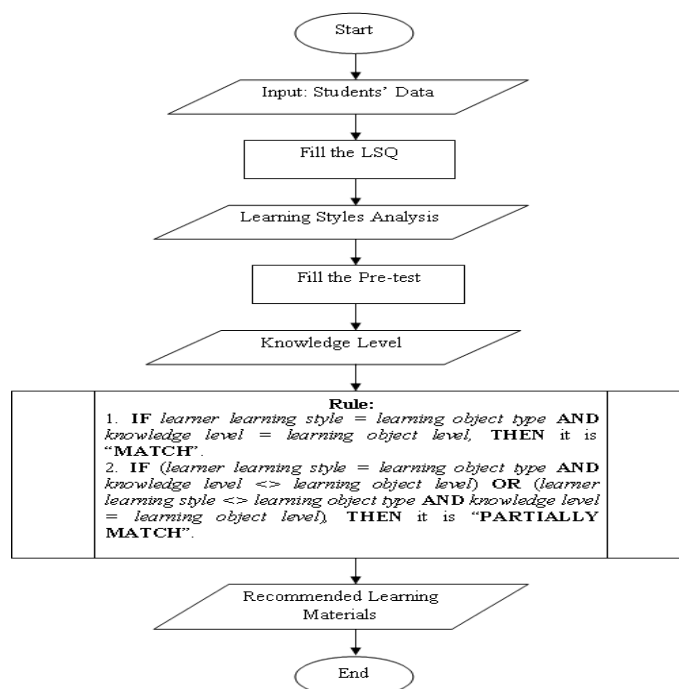 Start
Input: Students’ Data
Fill the LSQ
Learning Styles Analysis
Fill the Pre-test
Knowledge Level
Rule:
1. IF learner learning style = learning object type AND
knowledge level = learning object level, THEN it is
“MATCH”.
2. IF (learner learning style = learning object type AND
knowledge level <> learning object level) OR (learner
learning style <> learning object type AND knowledge level
= learning object level), THEN it is “PARTIALLY
MATCH”.
Recommended Learning
Materials
End